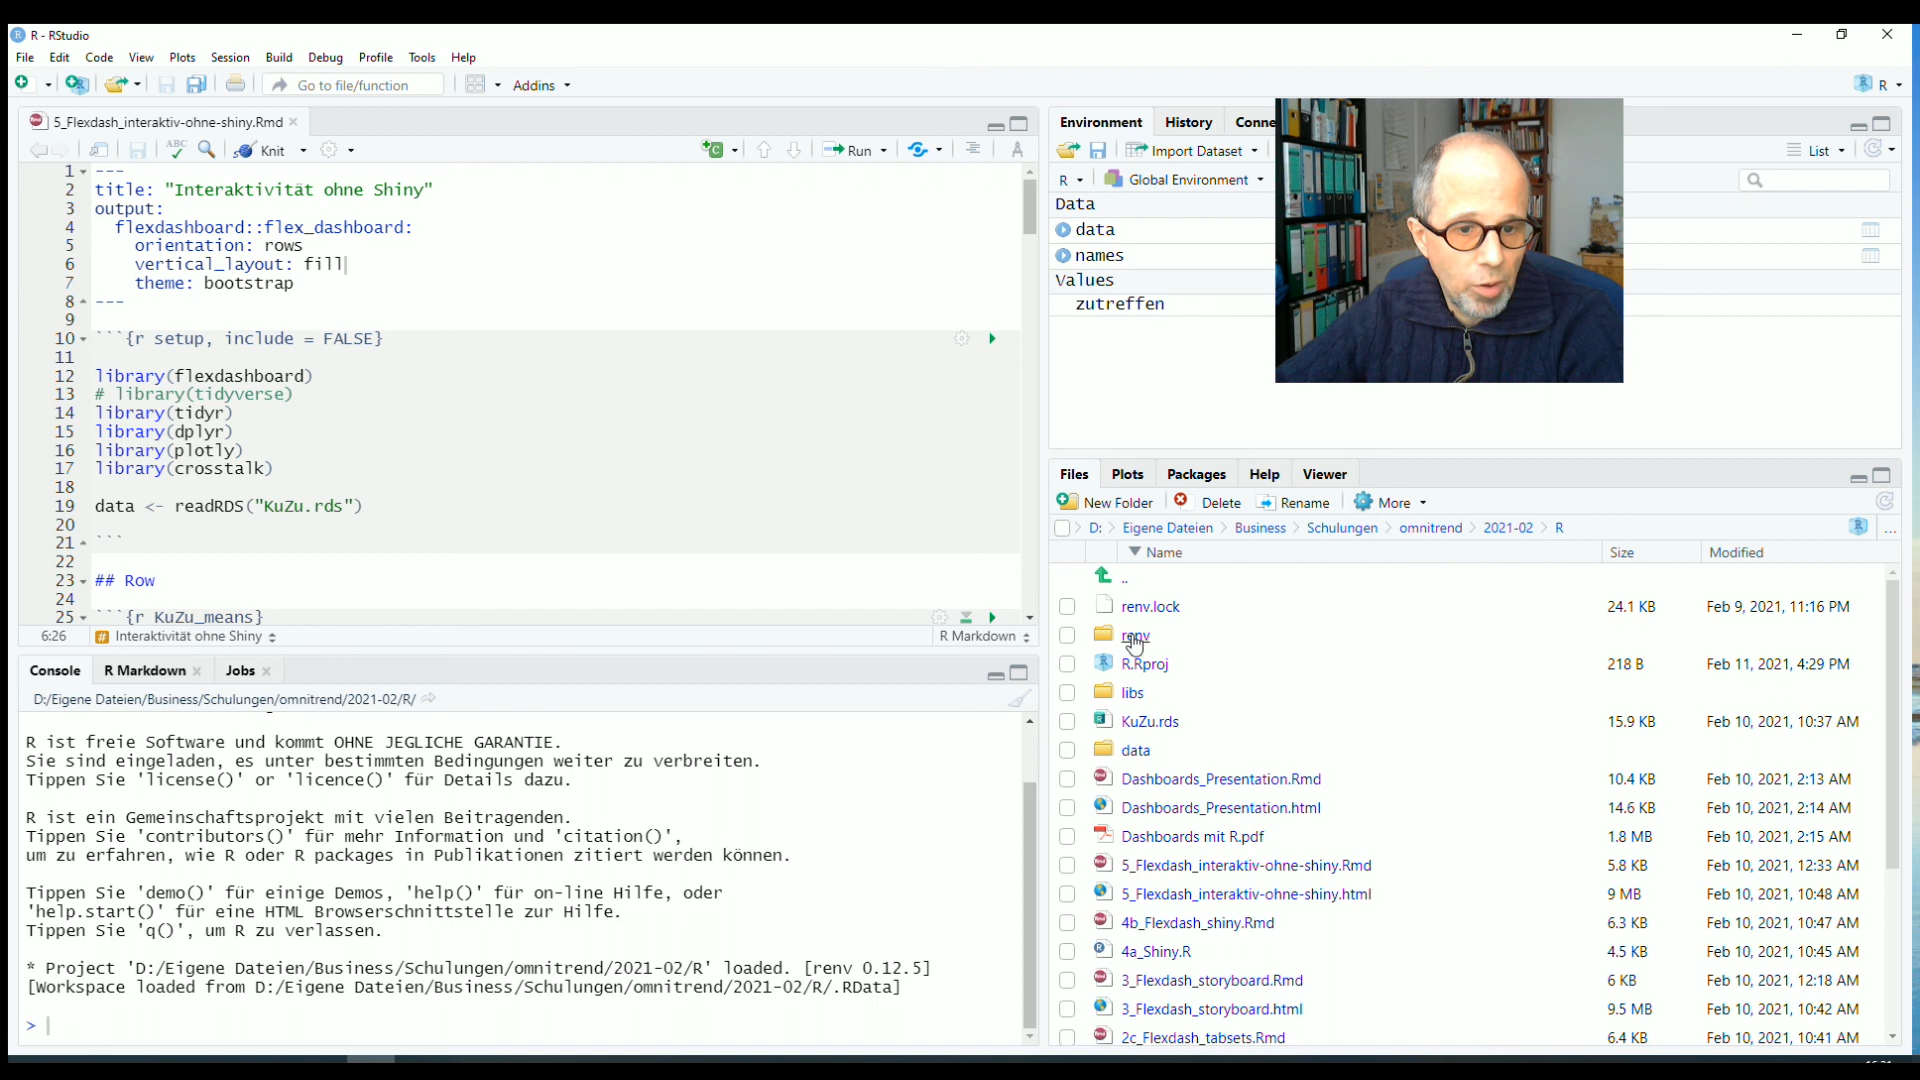 R - RStudio
File Edit Code View Plots Session Build Debug Profile Tools Help
Go to file/function Addins R
5_Flexdash_interaktiv-ohne-shiny.Rmd
ABC Knit Run
1 ---
2 title: "Interaktivität ohne Shiny"
3 output:
4 flexdashboard::flex_dashboard:
5 orientation: rows
6 vertical_layout: fill
7 theme: bootstrap
8 ---
9
10 ```{r setup, include = FALSE}
11
12 library(flexdashboard)
13 # library(tidyverse)
14 library(tidyr)
15 library(dplyr)
16 library(plotly)
17 library(crosstalk)
18
19 data <- readRDS("KuZu.rds")
20
21 ```
22
23 ## Row
24
25 ```{r KuZu_means}
6:26 # Interaktivität ohne Shiny R Markdown
Console R Markdown Jobs
D:/Eigene Dateien/Business/Schulungen/omnitrend/2021-02/R/
R ist freie Software und kommt OHNE JEGLICHE GARANTIE.
Sie sind eingeladen, es unter bestimmten Bedingungen weiter zu verbreiten.
Tippen Sie 'license()' or 'licence()' für Details dazu.
R ist ein Gemeinschaftsprojekt mit vielen Beitragenden.
Tippen Sie 'contributors()' für mehr Information und 'citation()',
um zu erfahren, wie R oder R packages in Publikationen zitiert werden können.
Tippen Sie 'demo()' für einige Demos, 'help()' für on-line Hilfe, oder
'help.start()' für eine HTML Browserschnittstelle zur Hilfe.
Tippen Sie 'q()', um R zu verlassen.
* Project 'D:/Eigene Dateien/Business/Schulungen/omnitrend/2021-02/R' loaded. [renv 0.12.5]
[Workspace loaded from D:/Eigene Dateien/Business/Schulungen/omnitrend/2021-02/R/.RData]
>
Environment History Conne
Import Dataset List
R Global Environment
Data
data
names
Values
zutreffen
Files Plots Packages Help Viewer
New Folder Delete Rename More
D: Eigene Dateien Business Schulungen omnitrend 2021-02 R ...
Name Size Modified
..
renv.lock 24.1 KB Feb 9, 2021, 11:16 PM
renv
R.Rproj 218 B Feb 11, 2021, 4:29 PM
libs
KuZu.rds 15.9 KB Feb 10, 2021, 10:37 AM
data
Dashboards_Presentation.Rmd 10.4 KB Feb 10, 2021, 2:13 AM
Dashboards_Presentation.html 14.6 KB Feb 10, 2021, 2:14 AM
Dashboards mit R.pdf 1.8 MB Feb 10, 2021, 2:15 AM
5_Flexdash_interaktiv-ohne-shiny.Rmd 5.8 KB Feb 10, 2021, 12:33 AM
5_Flexdash_interaktiv-ohne-shiny.html 9 MB Feb 10, 2021, 10:48 AM
4b_Flexdash_shiny.Rmd 6.3 KB Feb 10, 2021, 10:47 AM
4a_Shiny.R 4.5 KB Feb 10, 2021, 10:45 AM
3_Flexdash_storyboard.Rmd 6 KB Feb 10, 2021, 12:18 AM
3_Flexdash_storyboard.html 9.5 MB Feb 10, 2021, 10:42 AM
2c_Flexdash_tabsets.Rmd 6.4 KB Feb 10, 2021, 10:41 AM